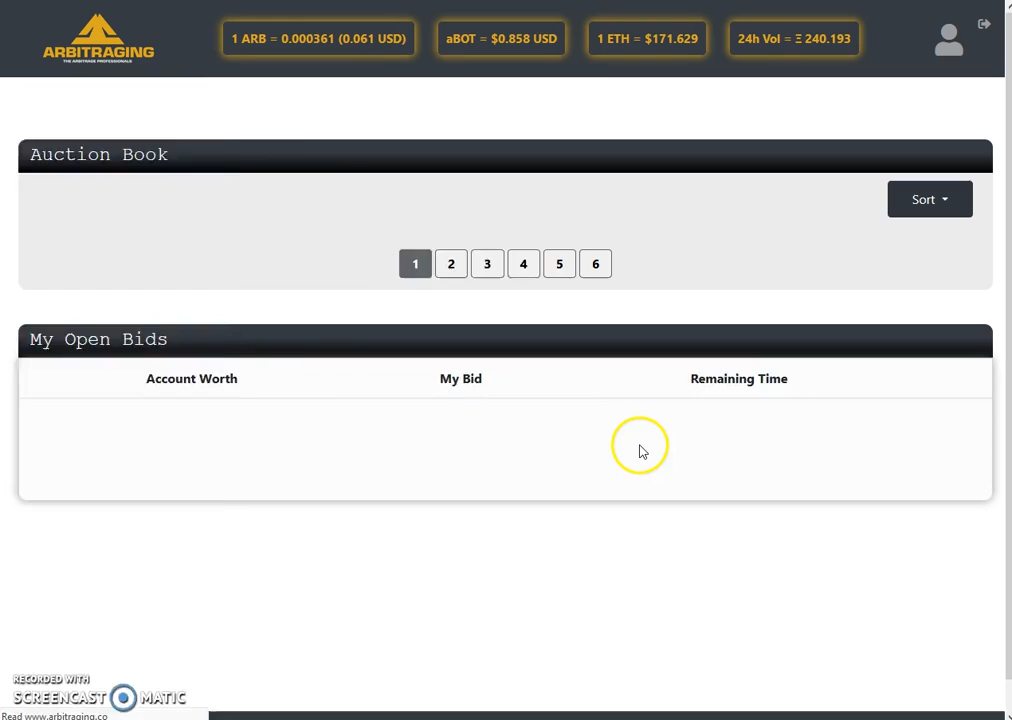 ARBITRAGING
THE ARBITRAGE PROFESSIONALS
1 ARB = 0.000361 (0.061 USD)
aBOT = $0.858 USD
1 ETH = $171.629
24h Vol = Ξ 240.193
Auction Book
Sort
1 2 3 4 5 6
My Open Bids
Account Worth My Bid Remaining Time
RECORDED WITH
SCREENCAST MATIC
Read www.arbitraging.co